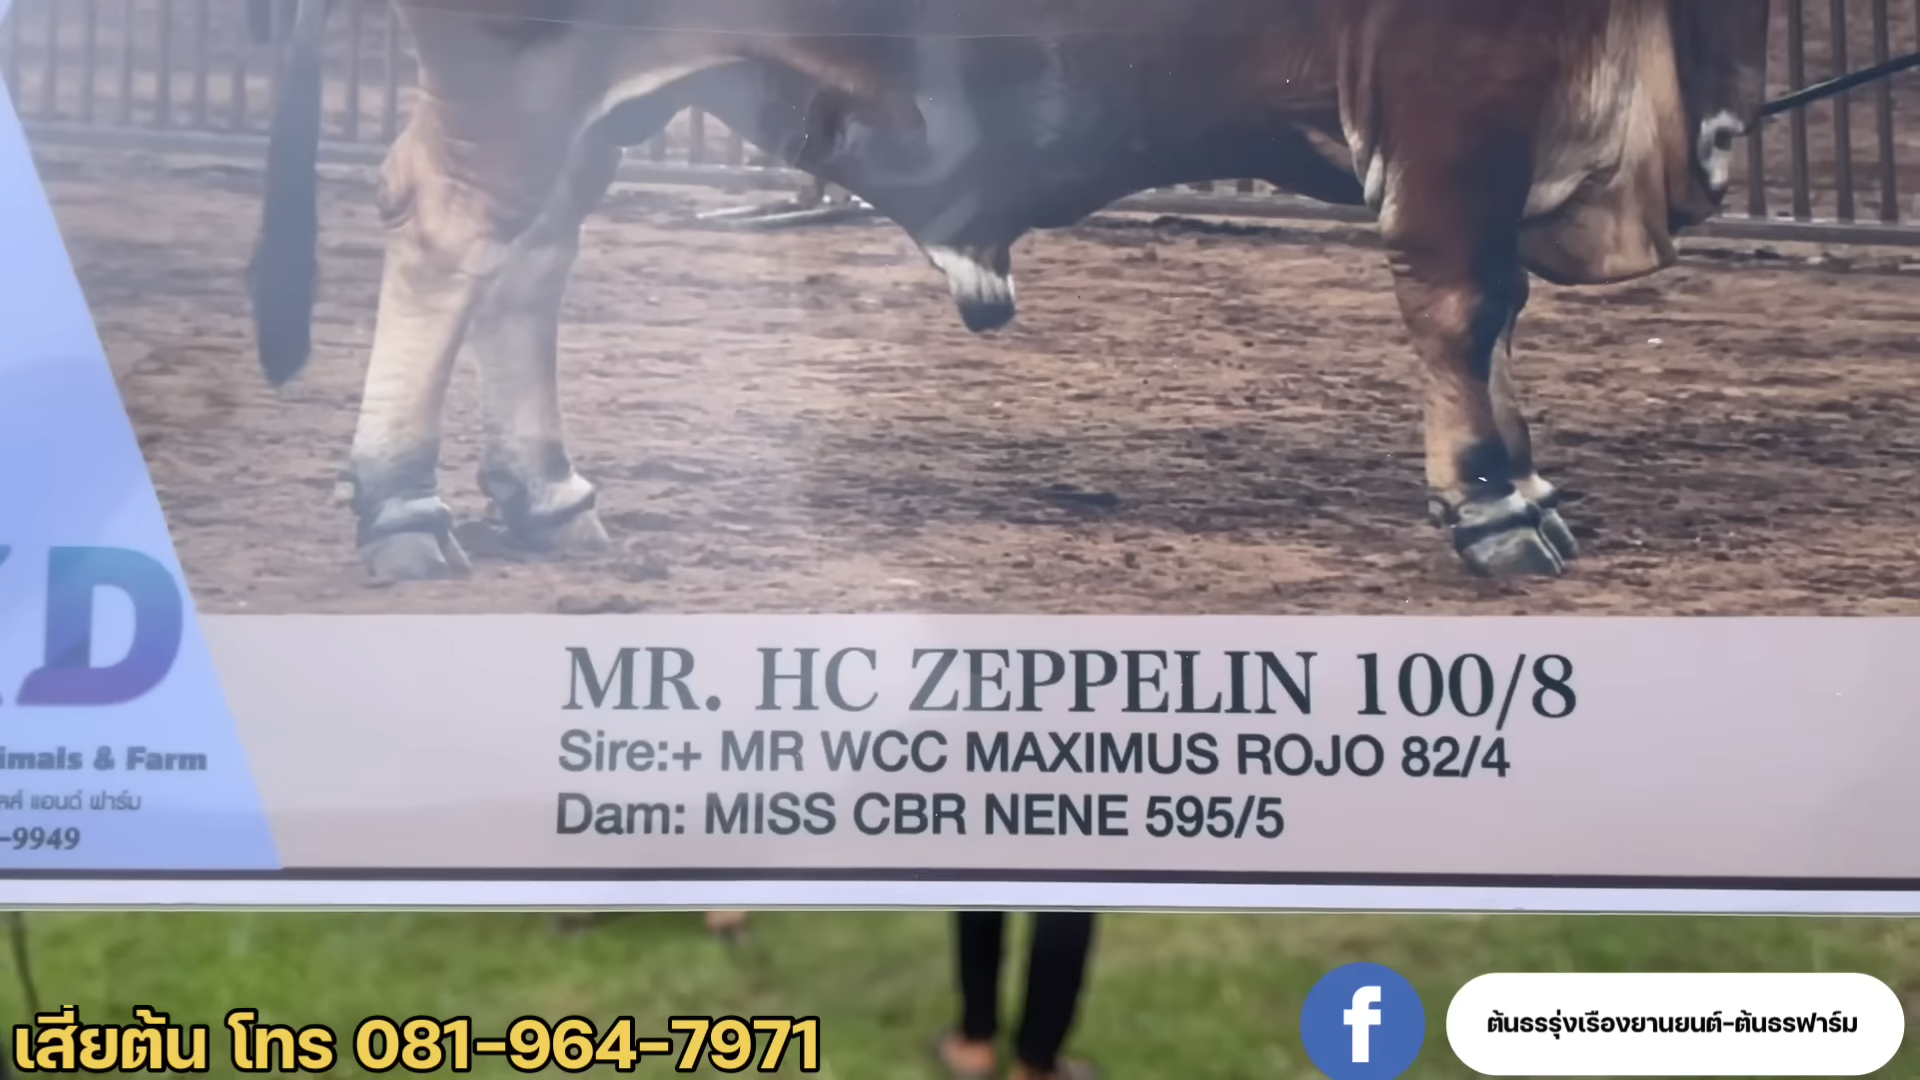 D
imals & Farm
ลส์ แอนด์ ฟาร์ม
-9949
MR. HC ZEPPELIN 100/8
Sire:+ MR WCC MAXIMUS ROJO 82/4
Dam: MISS CBR NENE 595/5
เสี่ยต้น โทร 081-964-7971
f
ต้นธรรุ่งเรืองยานยนต์-ต้นธรฟาร์ม